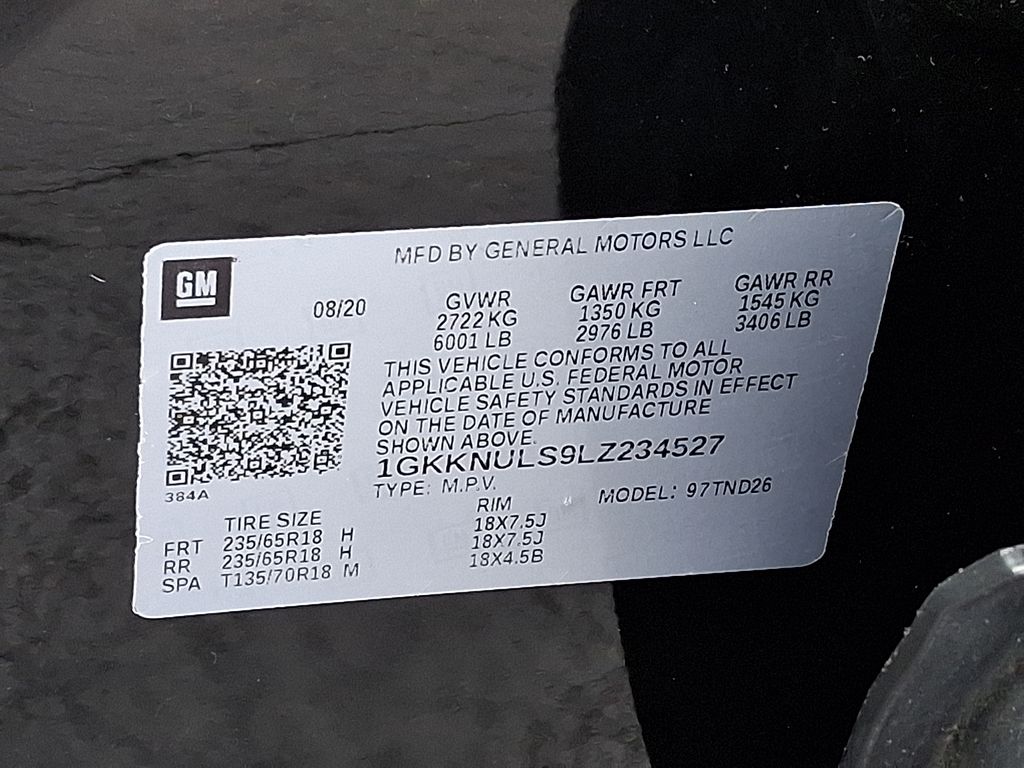 MFD BY GENERAL MOTORS LLC
GM
08/20
GVWR
2722 KG
6001 LB
GAWR FRT
1350 KG
2976 LB
GAWR RR
1545 KG
3406 LB
THIS VEHICLE CONFORMS TO ALL
APPLICABLE U.S. FEDERAL MOTOR
VEHICLE SAFETY STANDARDS IN EFFECT
ON THE DATE OF MANUFACTURE
SHOWN ABOVE.
384A
1GKKNULS9LZ234527
TYPE: M.P.V. MODEL: 97TND26
TIRE SIZE RIM
FRT 235/65R18 H 18X7.5J
RR 235/65R18 H 18X7.5J
SPA T135/70R18 M 18X4.5B